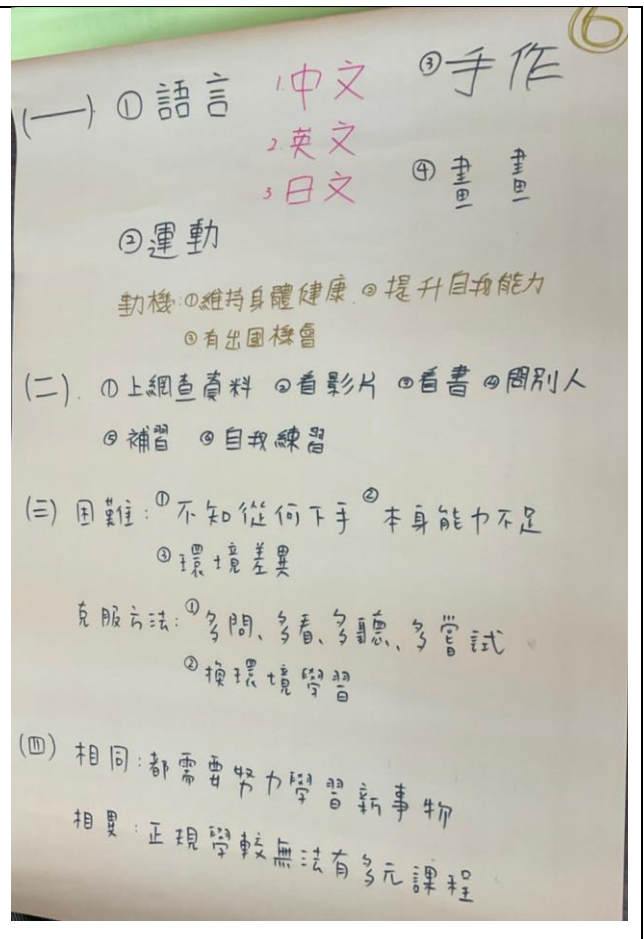 6
(一) ①語言 1.中文 ③手作
2.英文
3.日文 ④畫畫
②運動
動機:①維持身體健康.②提升自我能力
③有出國機會
(二). ①上網查資料 ②看影片 ③看書 ④問別人
⑤補習 ⑥自我練習
(三) 困難:①不知從何下手 ②本身能力不足
③環境差異
克服方法:①多問、多看、多聽、多嘗試
②換環境學習
(四) 相同:都需要努力學習新事物
相異:正規學較無法有多元課程